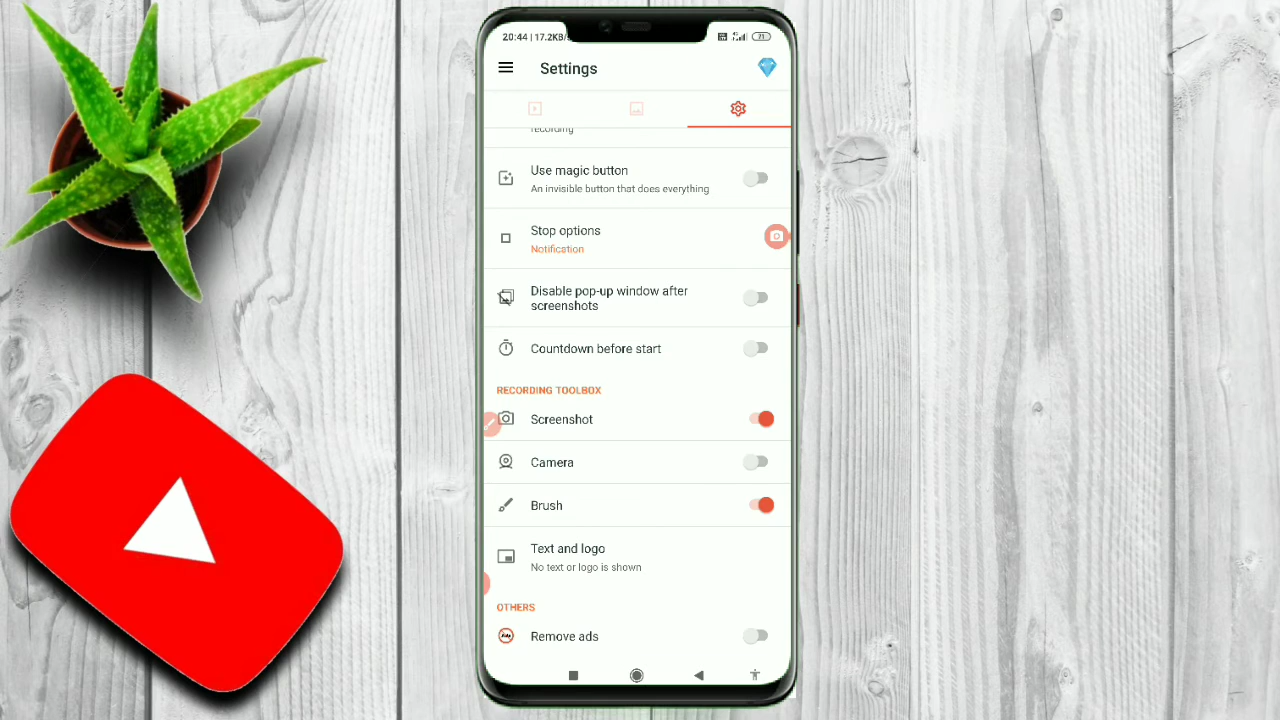 20:44 | 17.2KB/s
71
Settings
recording
Use magic button
An invisible button that does everything
Stop options
Notification
Disable pop-up window after
screenshots
Countdown before start
RECORDING TOOLBOX
Screenshot
Camera
Brush
Text and logo
No text or logo is shown
OTHERS
Remove ads